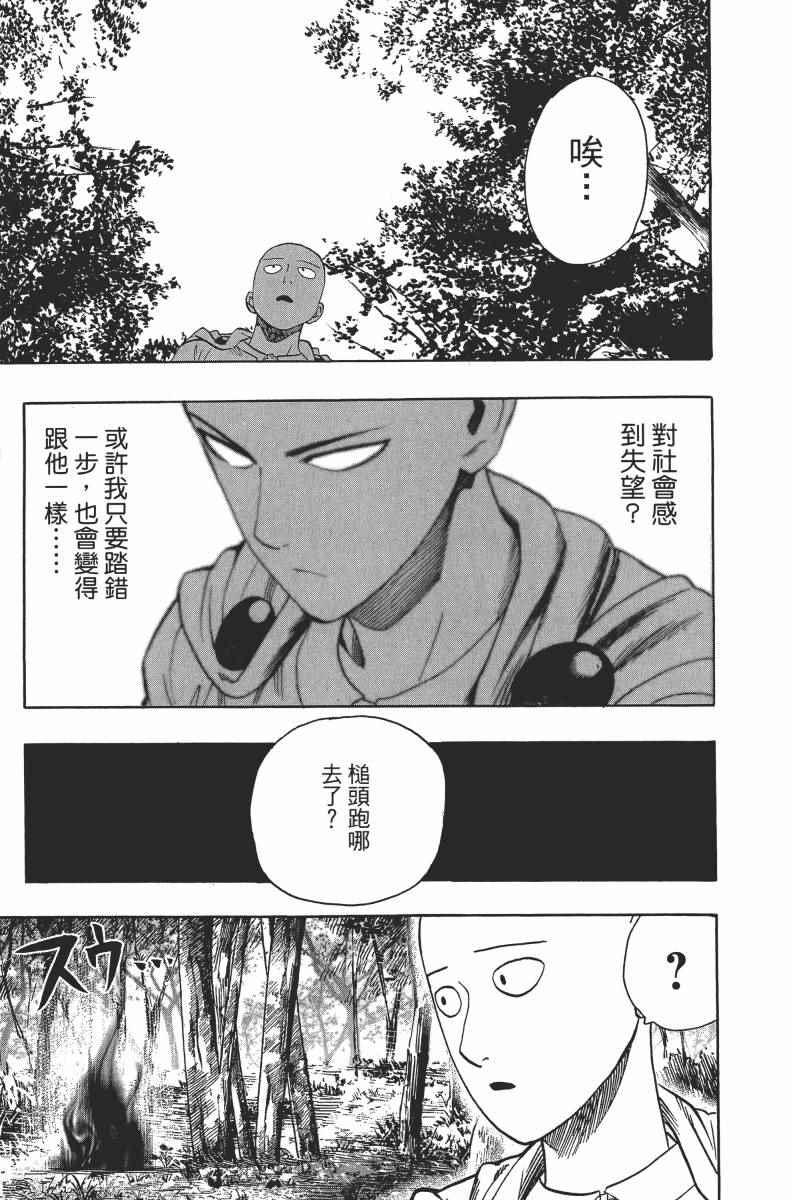 唉…
對社會感
到失望？
或許我只要踏錯
一步，也會變得
跟他一樣……
槌頭跑哪
去了？
？
スウ…